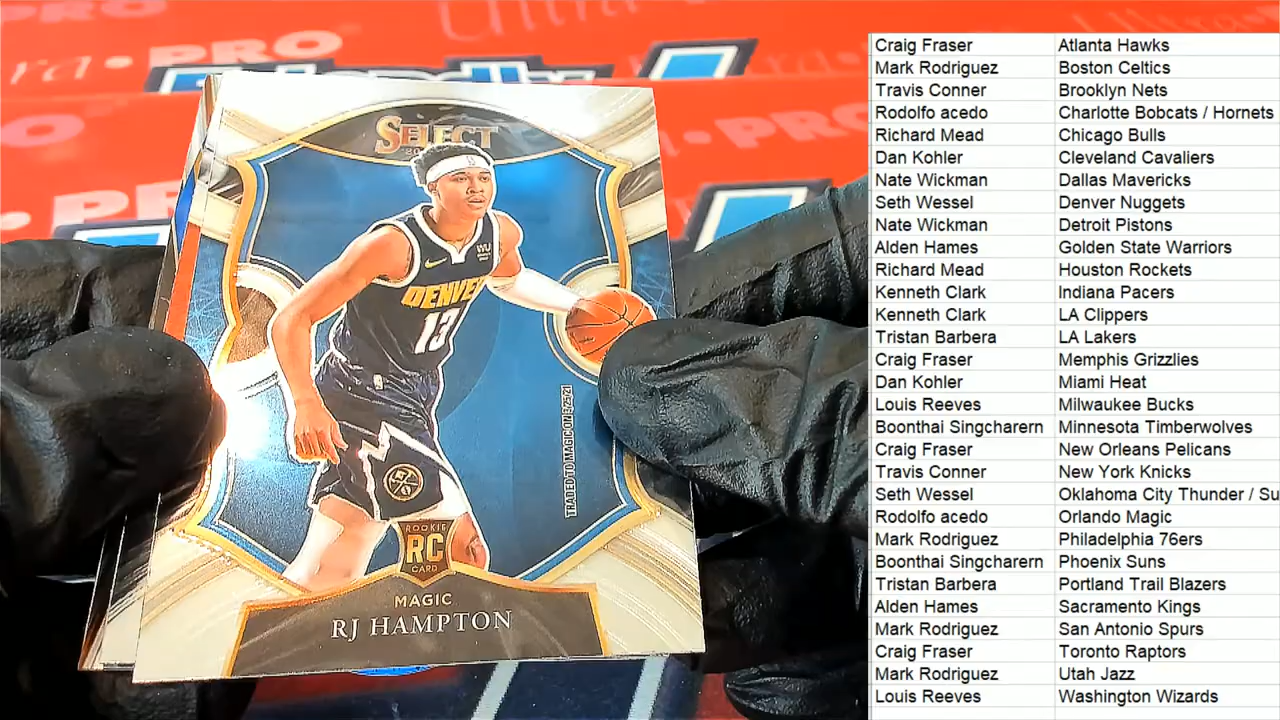 ra • PRO
Ultra
PRO
PRO
SELECT
WU
DENVER
13
TRADED TO MAGIC ON 3/25/21
ROOKIE
RC
CARD
MAGIC
RJ HAMPTON
Craig Fraser Atlanta Hawks
Mark Rodriguez Boston Celtics
Travis Conner Brooklyn Nets
Rodolfo acedo Charlotte Bobcats / Hornets
Richard Mead Chicago Bulls
Dan Kohler Cleveland Cavaliers
Nate Wickman Dallas Mavericks
Seth Wessel Denver Nuggets
Nate Wickman Detroit Pistons
Alden Hames Golden State Warriors
Richard Mead Houston Rockets
Kenneth Clark Indiana Pacers
Kenneth Clark LA Clippers
Tristan Barbera LA Lakers
Craig Fraser Memphis Grizzlies
Dan Kohler Miami Heat
Louis Reeves Milwaukee Bucks
Boonthai Singcharern Minnesota Timberwolves
Craig Fraser New Orleans Pelicans
Travis Conner New York Knicks
Seth Wessel Oklahoma City Thunder / Su
Rodolfo acedo Orlando Magic
Mark Rodriguez Philadelphia 76ers
Boonthai Singcharern Phoenix Suns
Tristan Barbera Portland Trail Blazers
Alden Hames Sacramento Kings
Mark Rodriguez San Antonio Spurs
Craig Fraser Toronto Raptors
Mark Rodriguez Utah Jazz
Louis Reeves Washington Wizards